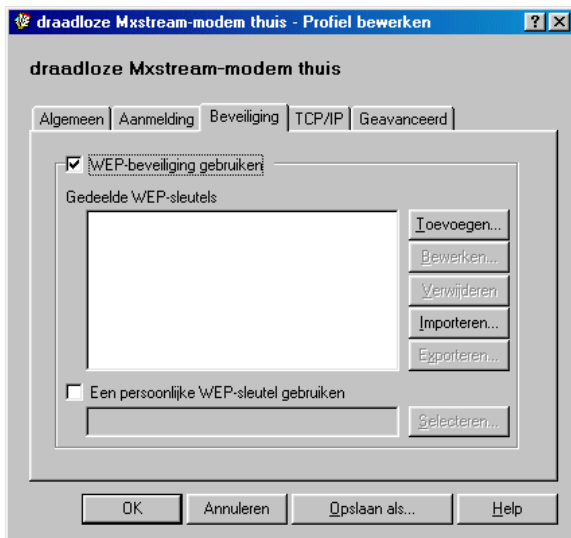 draadloze Mxstream-modem thuis - Profiel bewerken
draadloze Mxstream-modem thuis
Algemeen Aanmelding Beveiliging TCP/IP Geavanceerd
WEP-beveiliging gebruiken
Gedeelde WEP-sleutels
Toevoegen...
Bewerken...
Verwijderen
Importeren...
Exporteren...
Een persoonlijke WEP-sleutel gebruiken
Selecteren...
OK Annuleren Opslaan als... Help